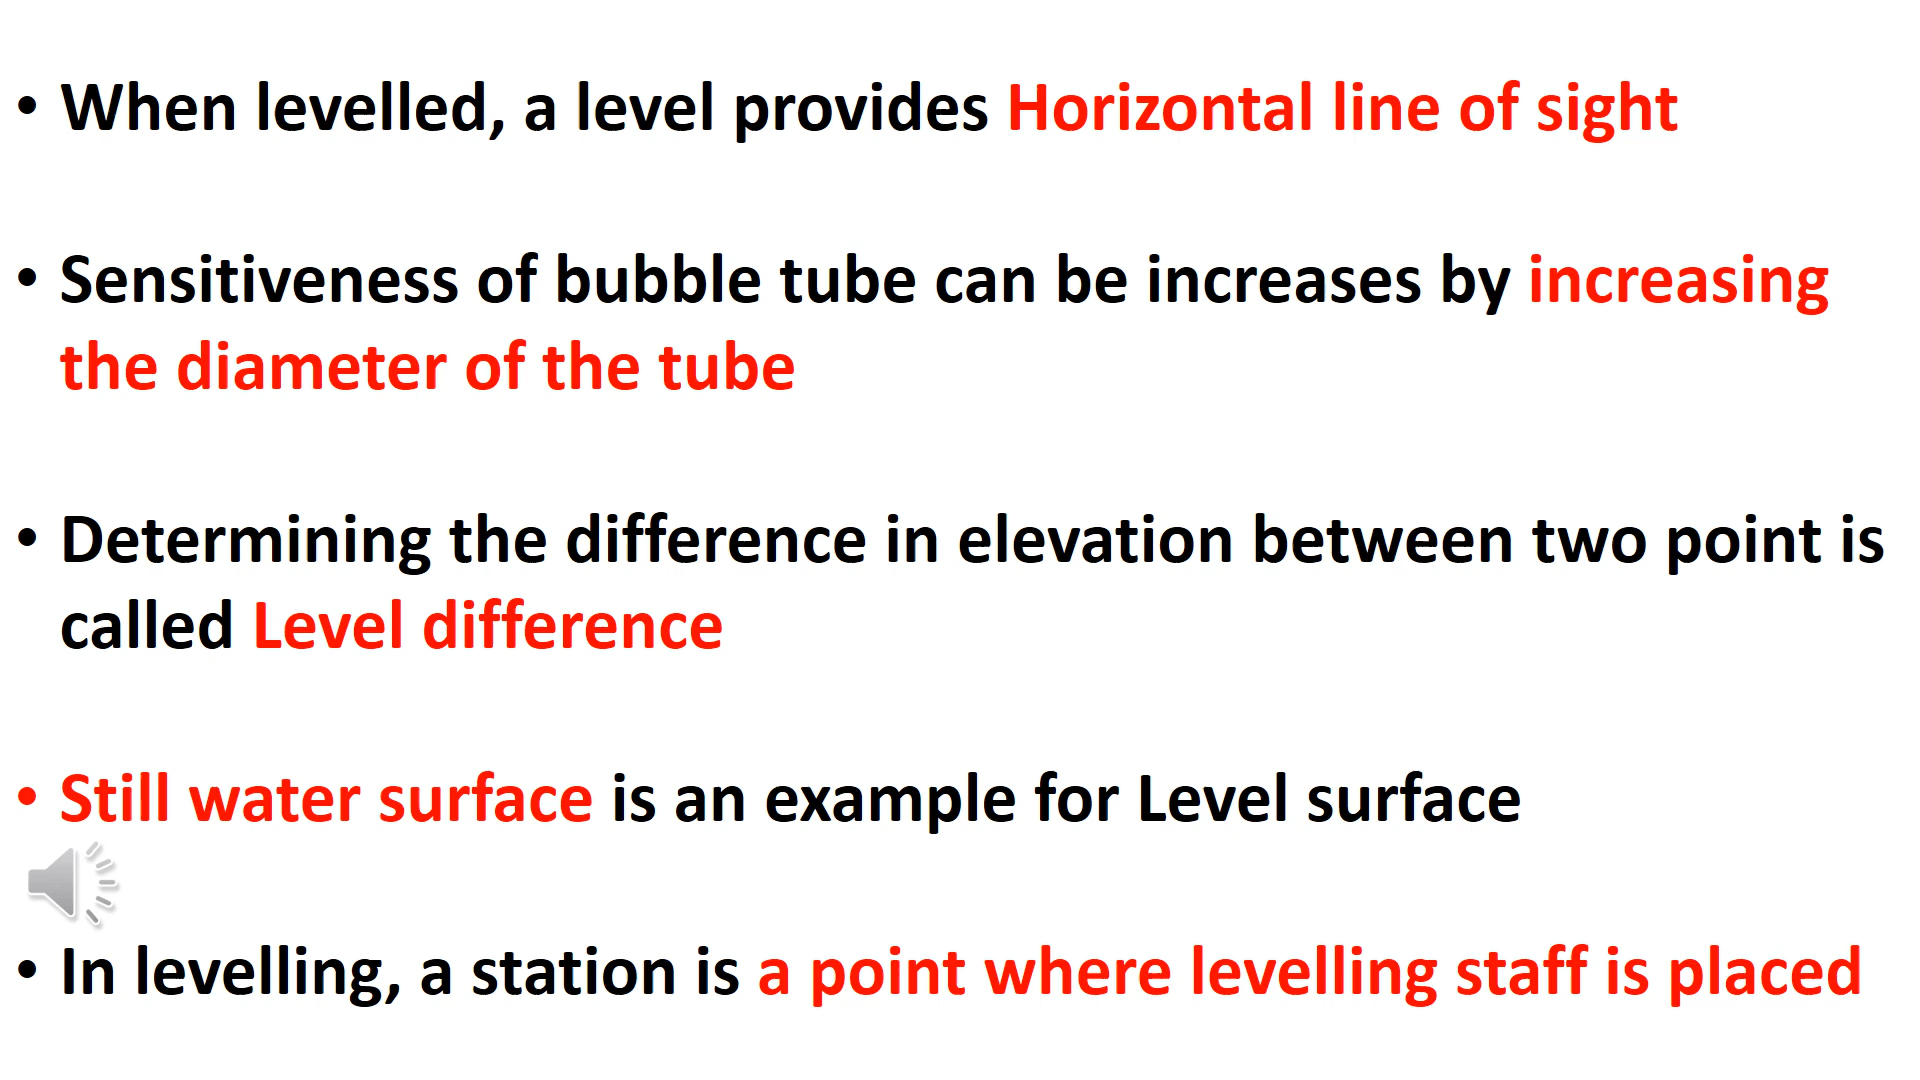 • When levelled, a level provides Horizontal line of sight
• Sensitiveness of bubble tube can be increases by increasing
the diameter of the tube
• Determining the difference in elevation between two point is
called Level difference
• Still water surface is an example for Level surface
• In levelling, a station is a point where levelling staff is placed